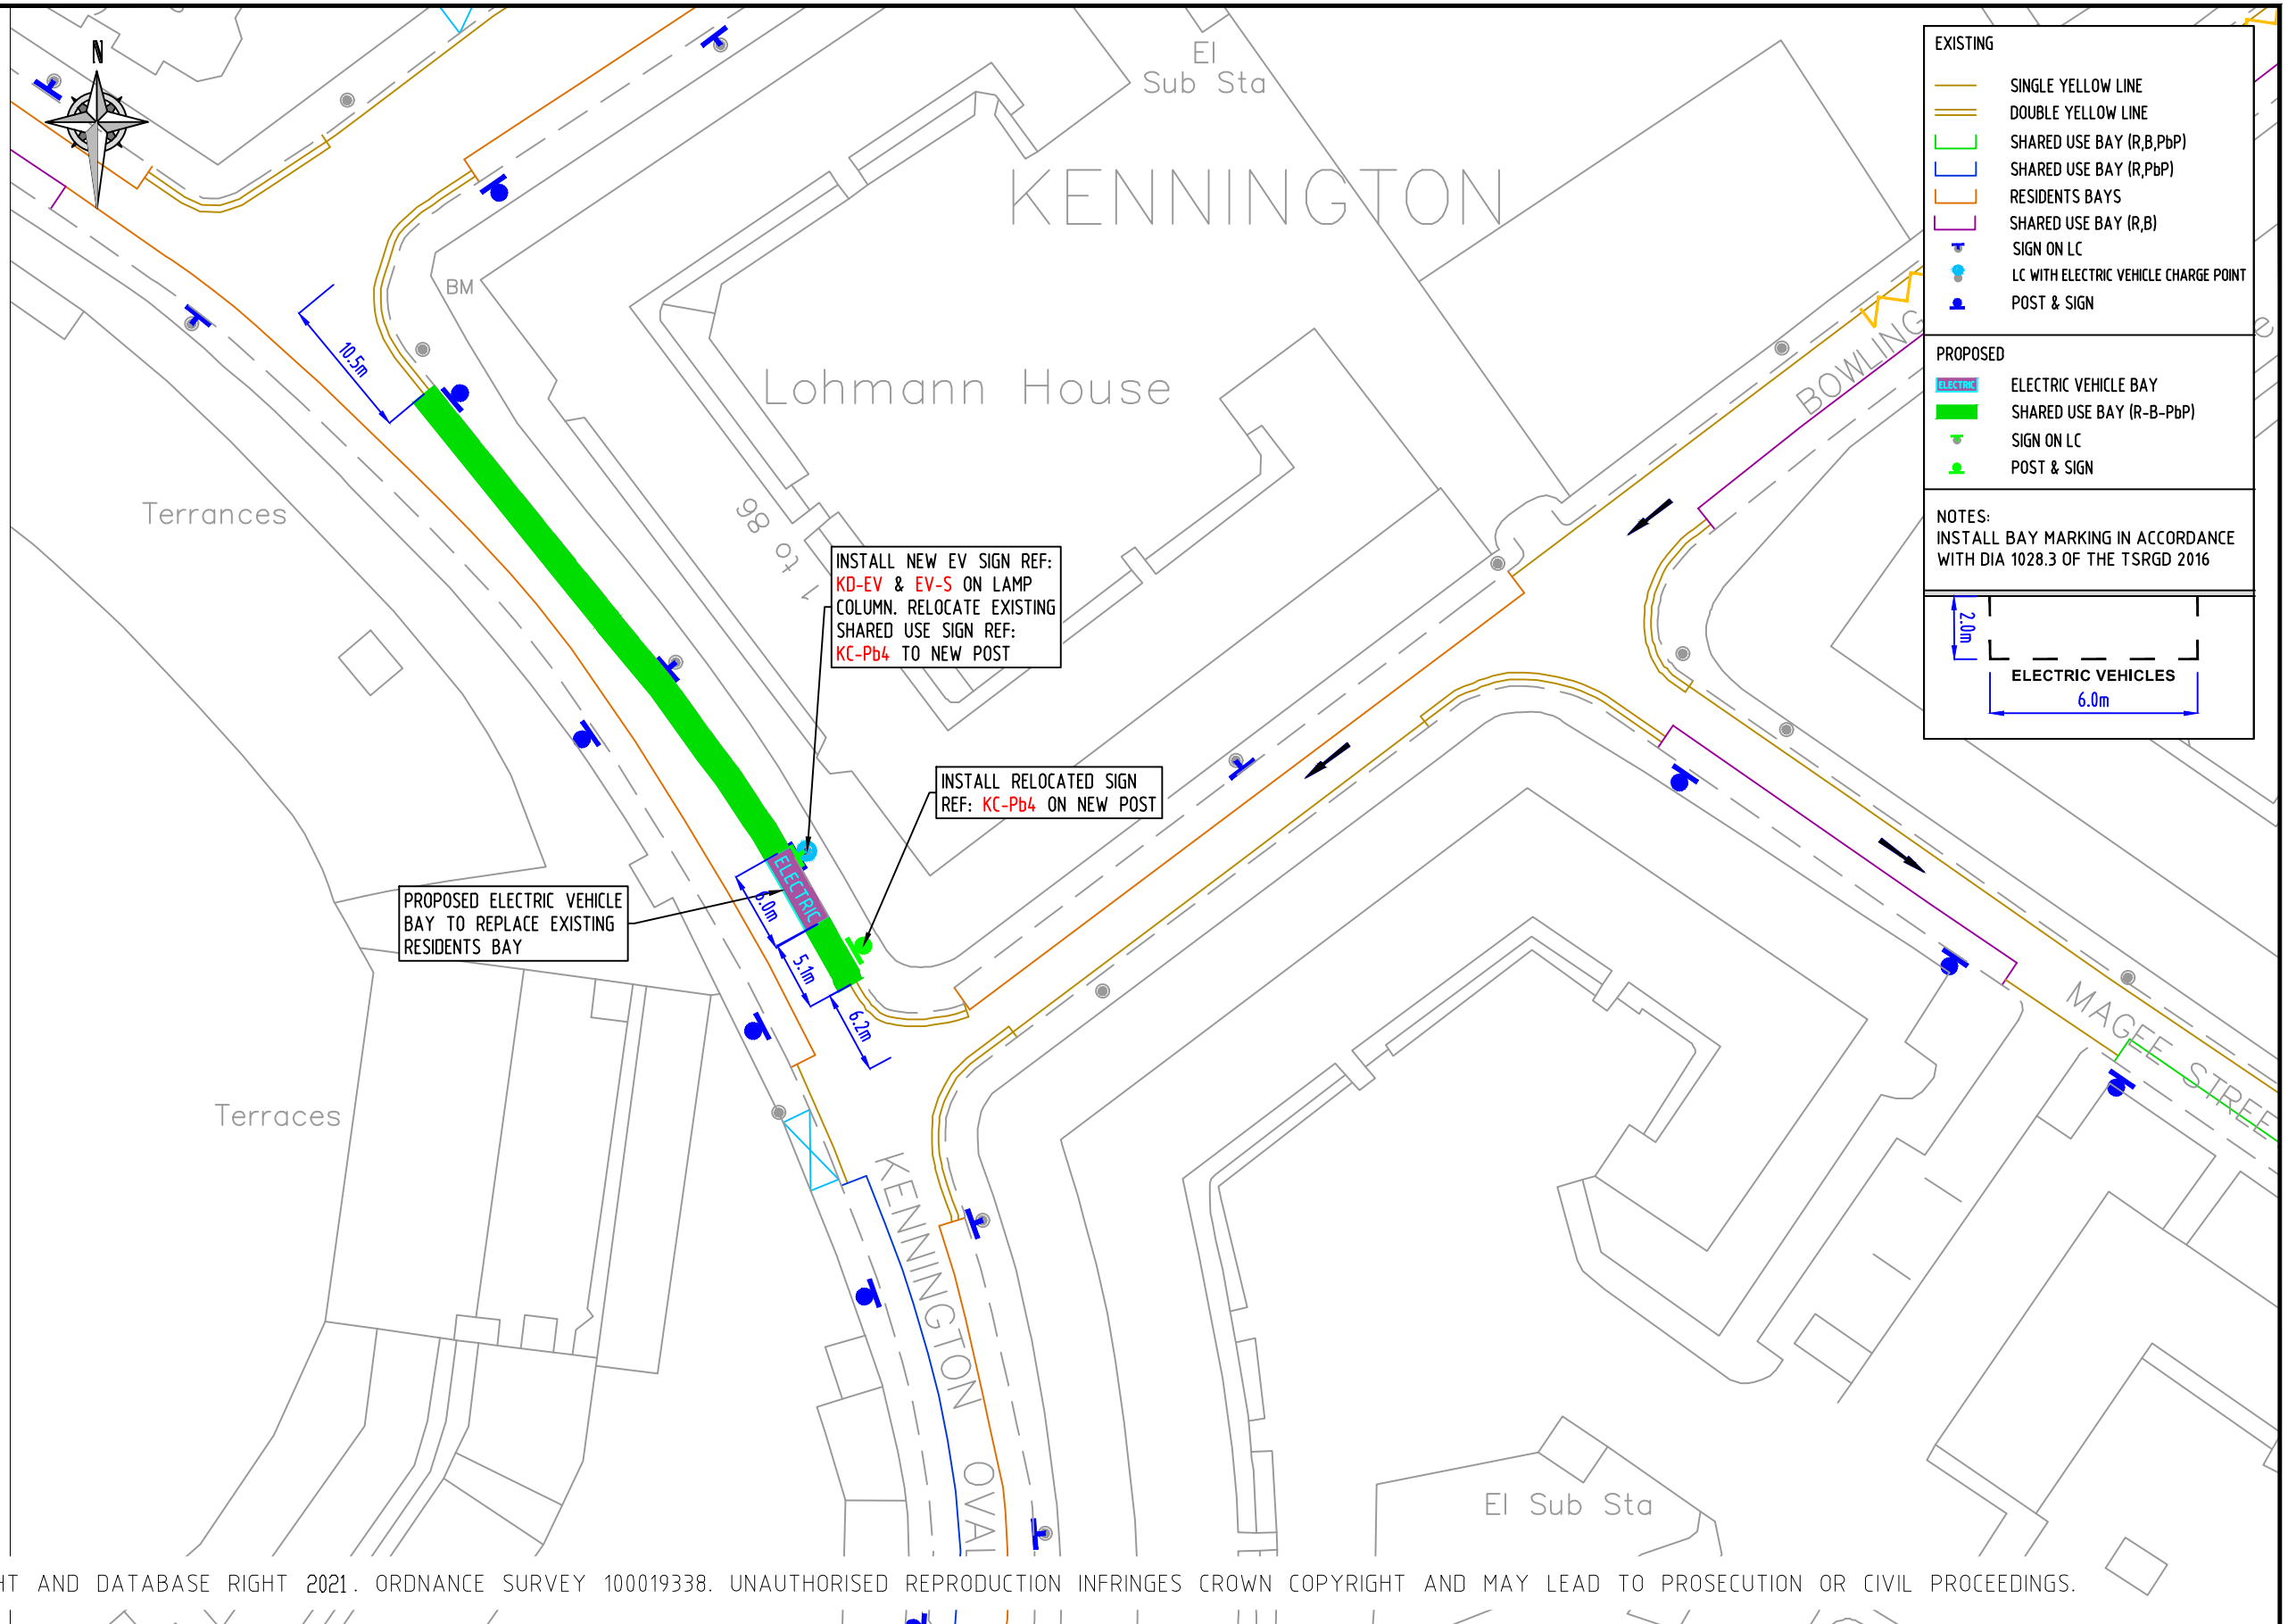 N
El
Sub Sta
KENNINGTON
BM
10.5m
Lohmann House
Terrances
1 to 86
BOWLING
INSTALL NEW EV SIGN REF:
KD-EV & EV-S ON LAMP
COLUMN. RELOCATE EXISTING
SHARED USE SIGN REF:
KC-Pb4 TO NEW POST
INSTALL RELOCATED SIGN
REF: KC-Pb4 ON NEW POST
PROPOSED ELECTRIC VEHICLE
BAY TO REPLACE EXISTING
RESIDENTS BAY
ELECTRIC
6.0m
5.1m
6.2m
Terraces
KENNINGTON OVAL
MAGEE STREET
El Sub Sta
EXISTING
SINGLE YELLOW LINE
DOUBLE YELLOW LINE
SHARED USE BAY (R,B,PbP)
SHARED USE BAY (R,PbP)
RESIDENTS BAYS
SHARED USE BAY (R,B)
SIGN ON LC
LC WITH ELECTRIC VEHICLE CHARGE POINT
POST & SIGN
PROPOSED
ELECTRIC
ELECTRIC VEHICLE BAY
SHARED USE BAY (R-B-PbP)
SIGN ON LC
POST & SIGN
NOTES:
INSTALL BAY MARKING IN ACCORDANCE
WITH DIA 1028.3 OF THE TSRGD 2016
2.0m
ELECTRIC VEHICLES
6.0m
HT AND DATABASE RIGHT 2021. ORDNANCE SURVEY 100019338. UNAUTHORISED REPRODUCTION INFRINGES CROWN COPYRIGHT AND MAY LEAD TO PROSECUTION OR CIVIL PROCEEDINGS.